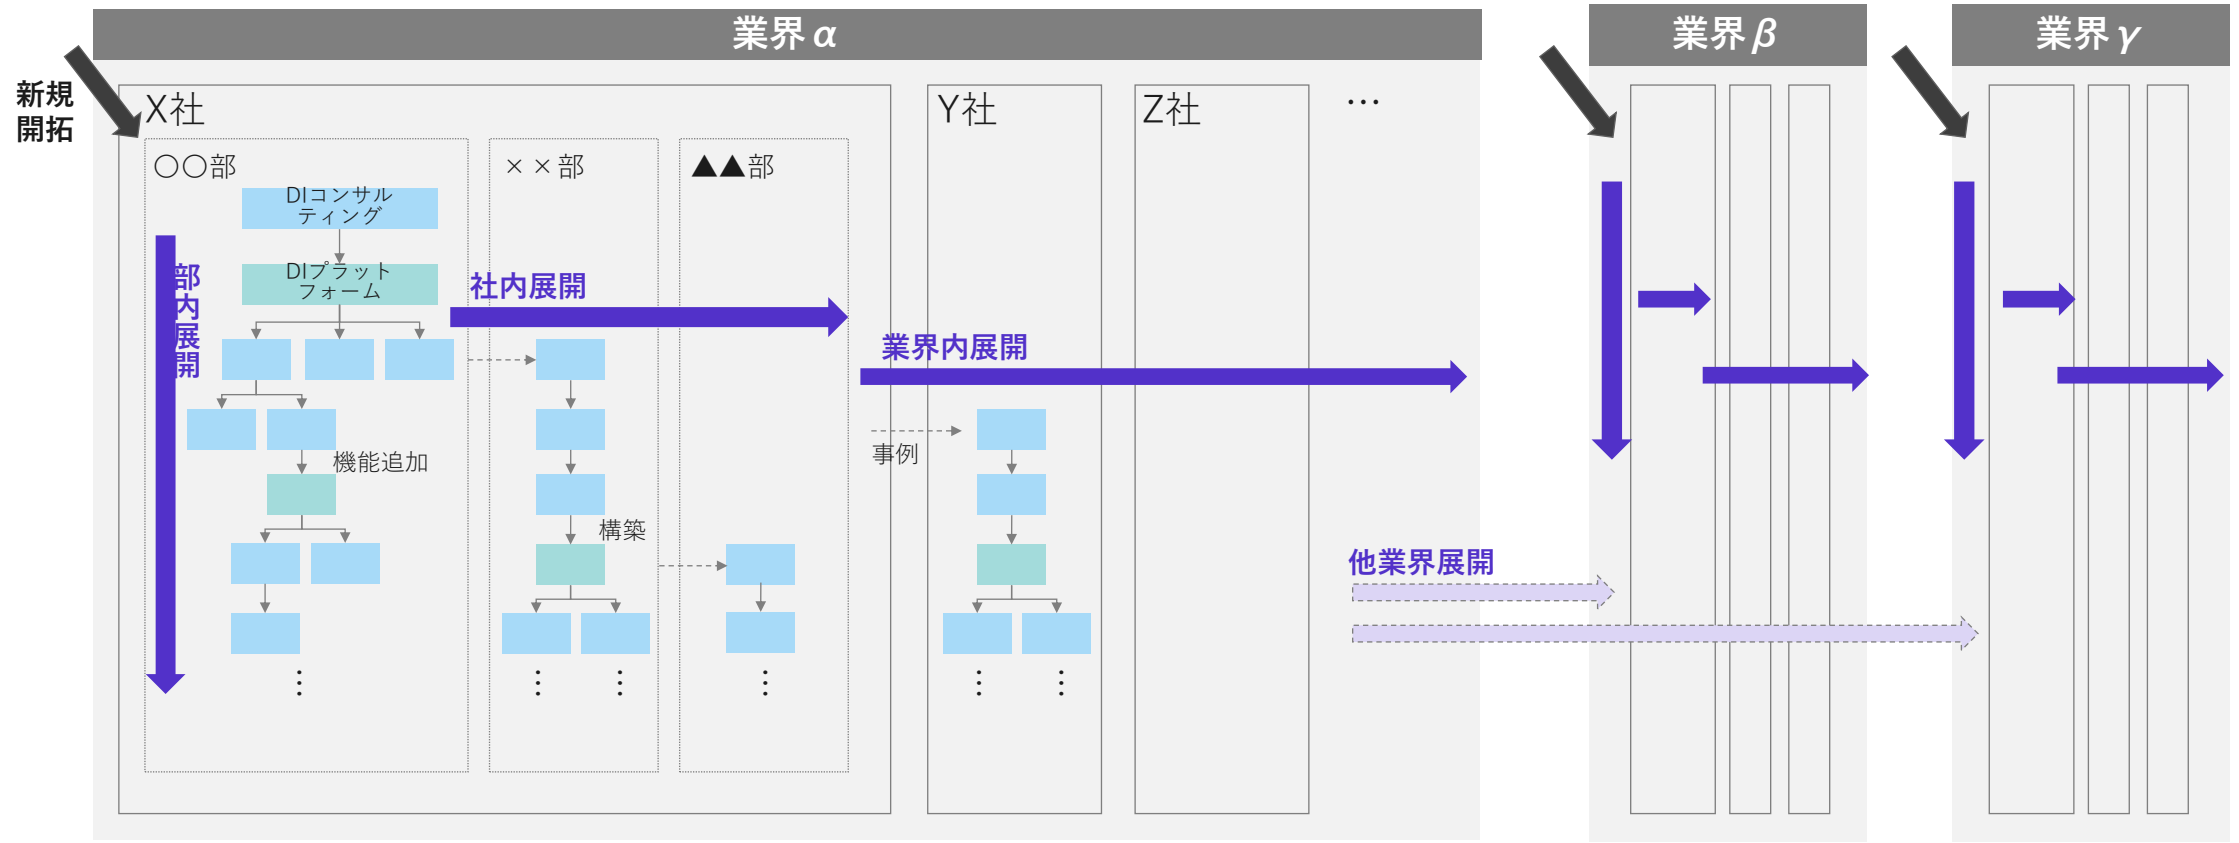 業界α
業界β
業界γ
新規
開拓
X社
Y社
Z社
…
〇〇部
××部
▲▲部
DIコンサル
ティング
DIプラット
フォーム
部内展開
社内展開
業界内展開
事例
機能追加
構築
他業界展開
⋮
⋮
⋮
⋮
⋮
⋮